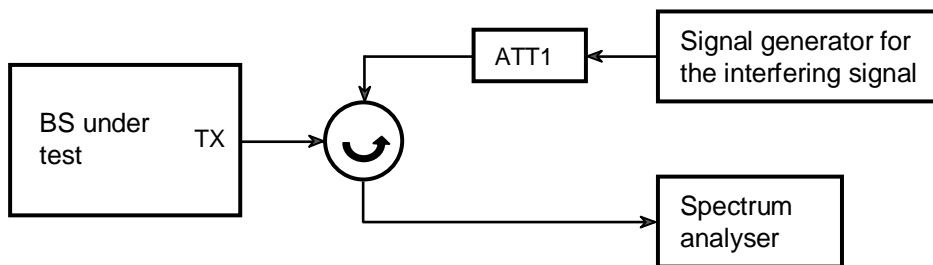 BS under
test
TX
ATT1
Signal generator for
the interfering signal
Spectrum
analyser